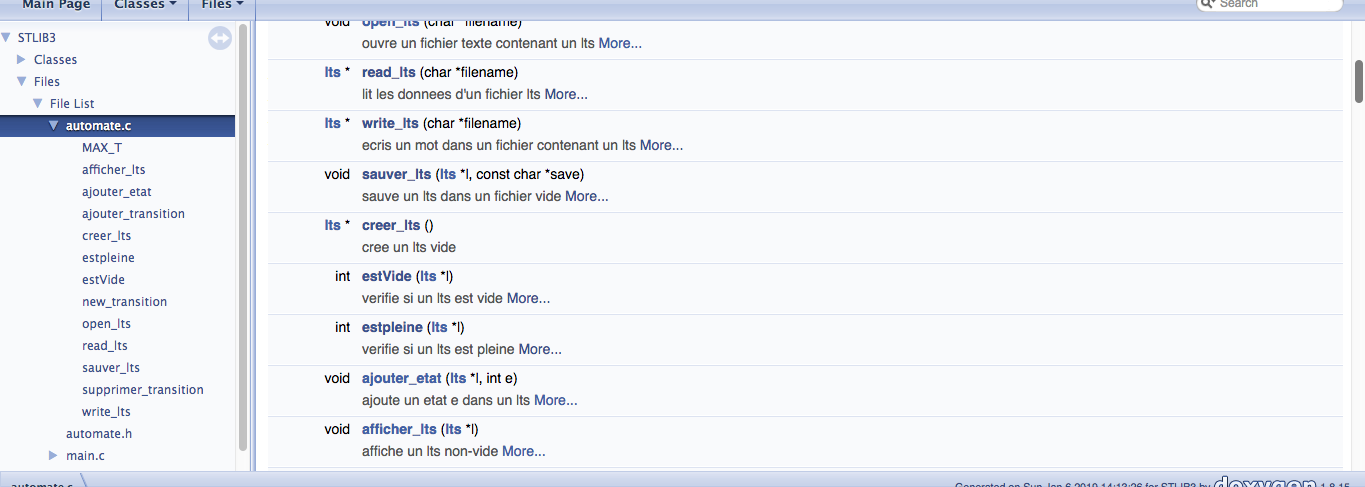 Main Page
Classes
Files
Search
STLIB3
Classes
Files
File List
automate.c
MAX_T
afficher_lts
ajouter_etat
ajouter_transition
creer_lts
estpleine
estVide
new_transition
open_lts
read_lts
sauver_lts
supprimer_transition
write_lts
automate.h
main.c
void open_lts (char *filename)
ouvre un fichier texte contenant un lts More...
lts * read_lts (char *filename)
lit les donnees d'un fichier lts More...
lts * write_lts (char *filename)
ecris un mot dans un fichier contenant un lts More...
void sauver_lts (lts *l, const char *save)
sauve un lts dans un fichier vide More...
lts * creer_lts ()
cree un lts vide
int estVide (lts *l)
verifie si un lts est vide More...
int estpleine (lts *l)
verifie si un lts est pleine More...
void ajouter_etat (lts *l, int e)
ajoute un etat e dans un lts More...
void afficher_lts (lts *l)
affiche un lts non-vide More...
automate.c
Generated on Sun Jan 6 2019 14:13:26 for STLIB3 by doxygen 1.8.15